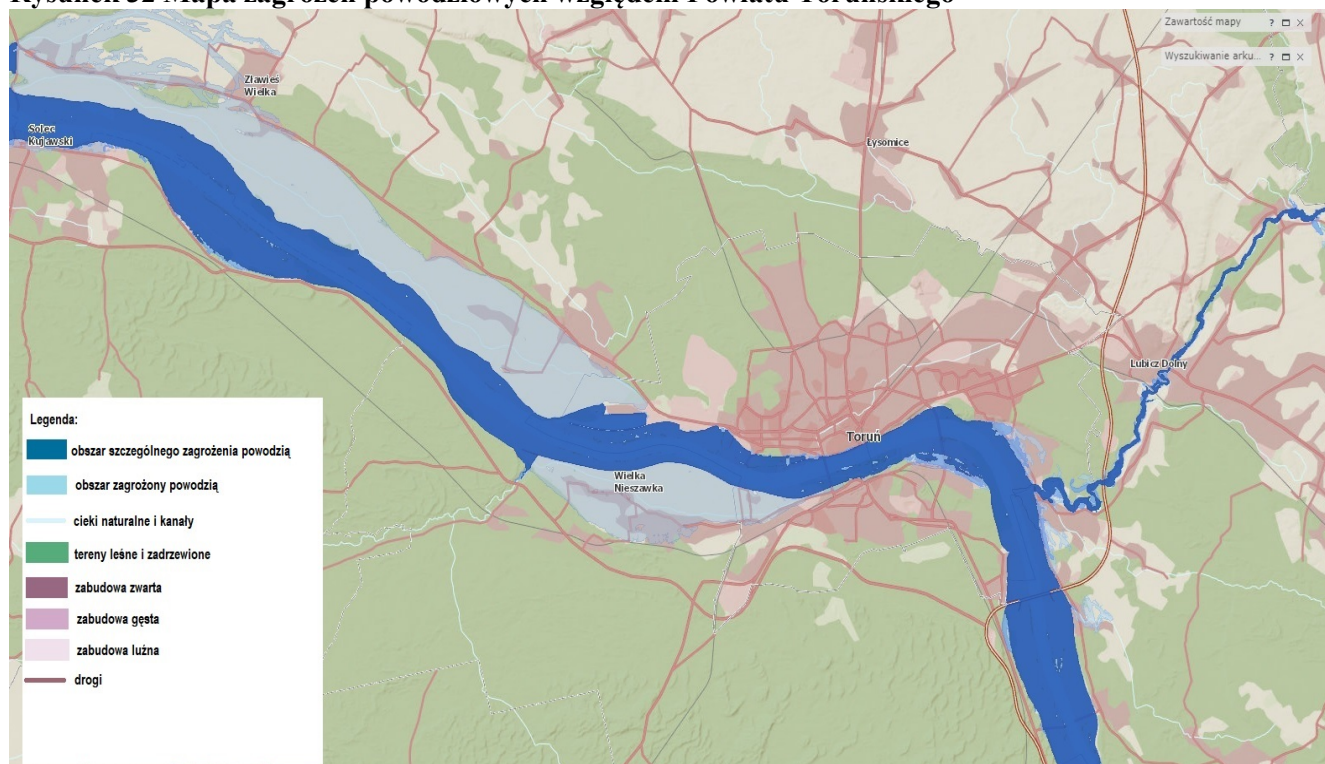 Rysunek 32 Mapa zagrożeń powodziowych względem Powiatu Toruńskiego
Zawartość mapy ? X
Wyszukiwanie arku... ? X
Zławieś
Wielka
Solec
Kujawski
Łysomice
Lubicz Dolny
Toruń
Wielka
Nieszawka
Legenda:
obszar szczególnego zagrożenia powodzią
obszar zagrożony powodzią
cieki naturalne i kanały
tereny leśne i zadrzewione
zabudowa zwarta
zabudowa gęsta
zabudowa luźna
drogi